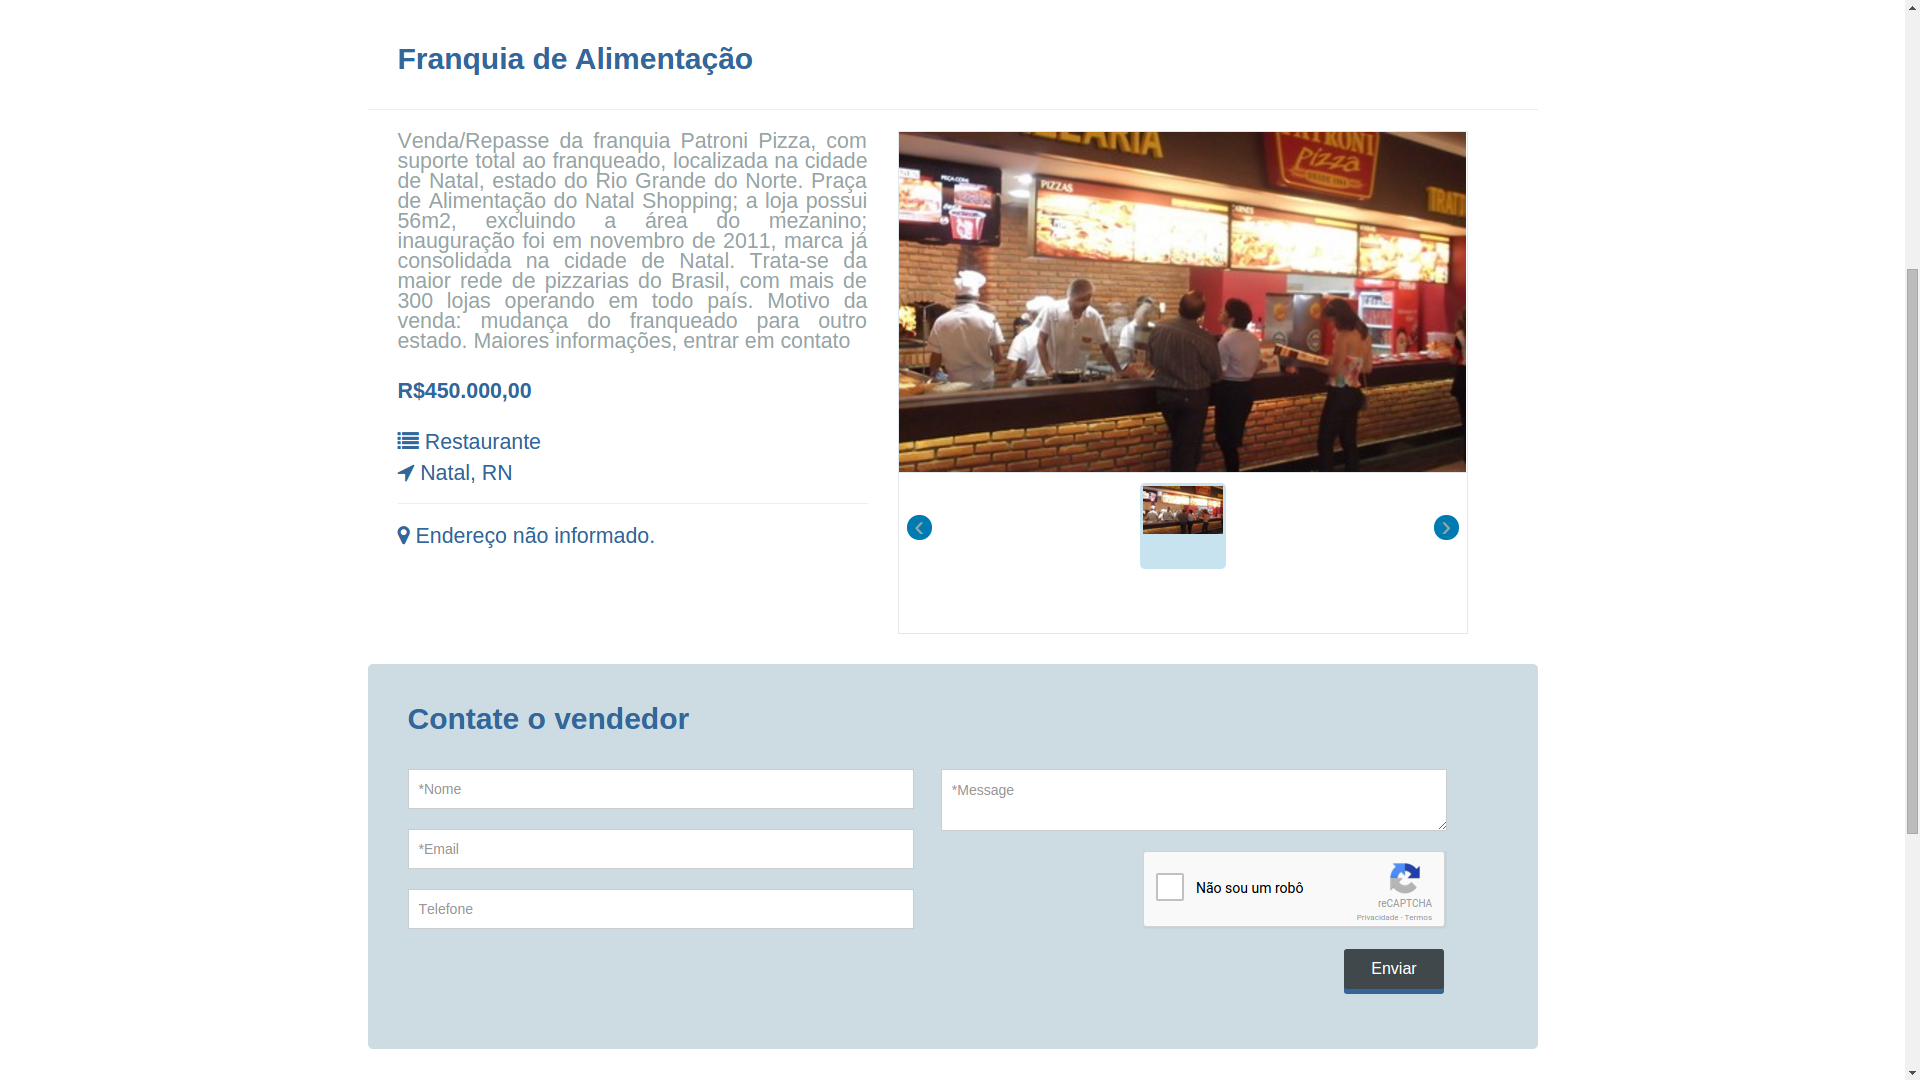 Franquia de Alimentação
Venda/Repasse da franquia Patroni Pizza, com
suporte total ao franqueado, localizada na cidade
de Natal, estado do Rio Grande do Norte. Praça
de Alimentação do Natal Shopping; a loja possui
56m2, excluindo a área do mezanino;
inauguração foi em novembro de 2011, marca já
consolidada na cidade de Natal. Trata-se da
maior rede de pizzarias do Brasil, com mais de
300 lojas operando em todo país. Motivo da
venda: mudança do franqueado para outro
estado. Maiores informações, entrar em contato
R$450.000,00
Restaurante
Natal, RN
Endereço não informado.
PIZZAS
pizza
Contate o vendedor
*Nome
*Email
Telefone
*Message
Não sou um robô
reCAPTCHA
Privacidade - Termos
Enviar